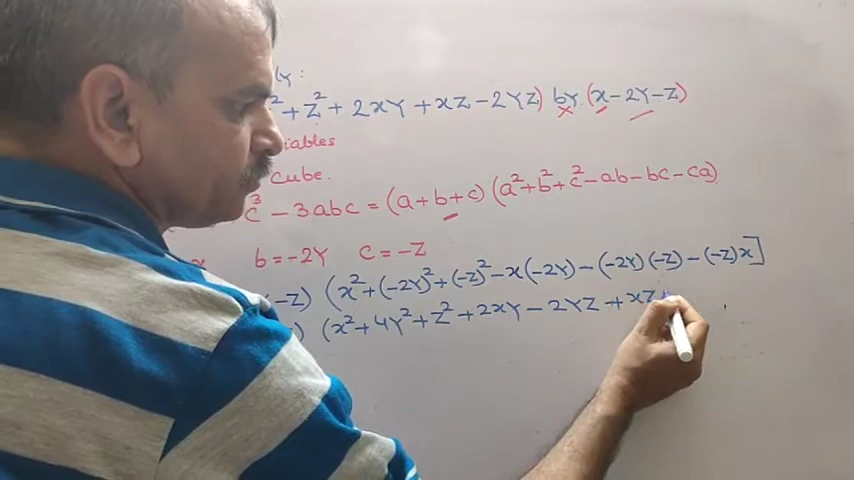 ly:
² + z² + 2xy + xz - 2yz) by (x - 2y - z)
iables
Cube.
c³ - 3abc = (a + b + c) (a² + b² + c² - ab - bc - ca)
x b = -2y c = -z
(-z) (x² + (-2y)² + (-z)² - x(-2y) - (-2y)(-z) - (-z)x]
) (x² + 4y² + z² + 2xy - 2yz + xz